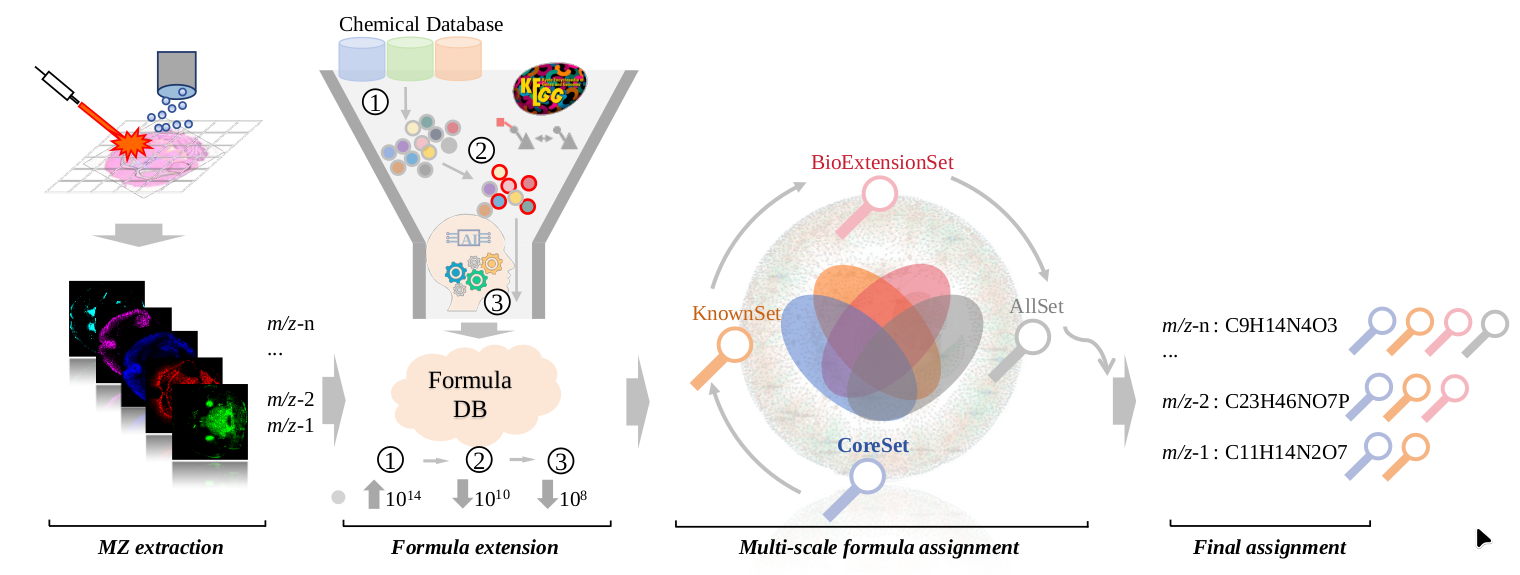 Chemical Database
①
KEGG
②
AI
③
m/z-n
...
m/z-2
m/z-1
Formula
DB
① ② ③
10¹⁴ 10¹⁰ 10⁸
BioExtensionSet
KnownSet
AllSet
CoreSet
m/z-n : C9H14N4O3
...
m/z-2 : C23H46NO7P
m/z-1 : C11H14N2O7
MZ extraction
Formula extension
Multi-scale formula assignment
Final assignment